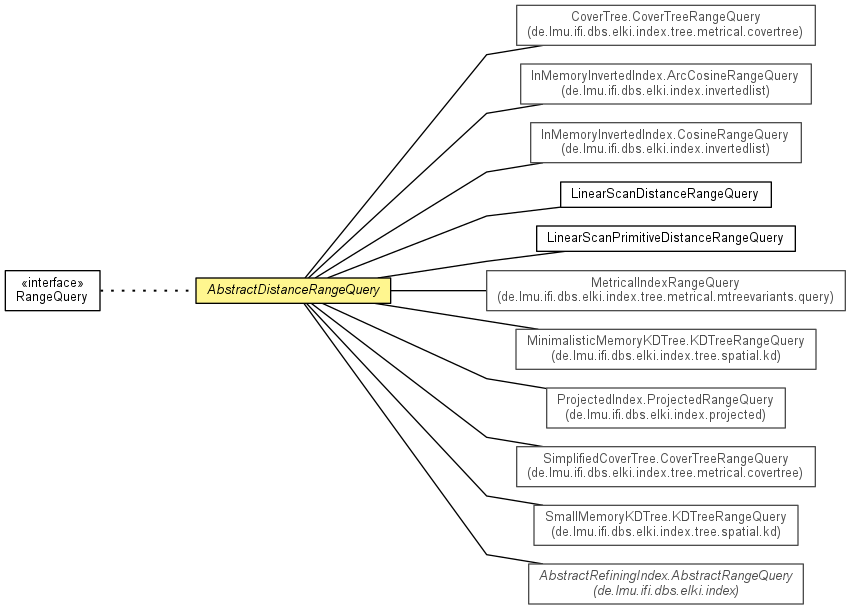 CoverTree.CoverTreeRangeQuery
(de.lmu.ifi.dbs.elki.index.tree.metrical.covertree)
InMemoryInvertedIndex.ArcCosineRangeQuery
(de.lmu.ifi.dbs.elki.index.invertedlist)
InMemoryInvertedIndex.CosineRangeQuery
(de.lmu.ifi.dbs.elki.index.invertedlist)
LinearScanDistanceRangeQuery
LinearScanPrimitiveDistanceRangeQuery
«interface»
RangeQuery
AbstractDistanceRangeQuery
MetricalIndexRangeQuery
(de.lmu.ifi.dbs.elki.index.tree.metrical.mtreevariants.query)
MinimalisticMemoryKDTree.KDTreeRangeQuery
(de.lmu.ifi.dbs.elki.index.tree.spatial.kd)
ProjectedIndex.ProjectedRangeQuery
(de.lmu.ifi.dbs.elki.index.projected)
SimplifiedCoverTree.CoverTreeRangeQuery
(de.lmu.ifi.dbs.elki.index.tree.metrical.covertree)
SmallMemoryKDTree.KDTreeRangeQuery
(de.lmu.ifi.dbs.elki.index.tree.spatial.kd)
AbstractRefiningIndex.AbstractRangeQuery
(de.lmu.ifi.dbs.elki.index)